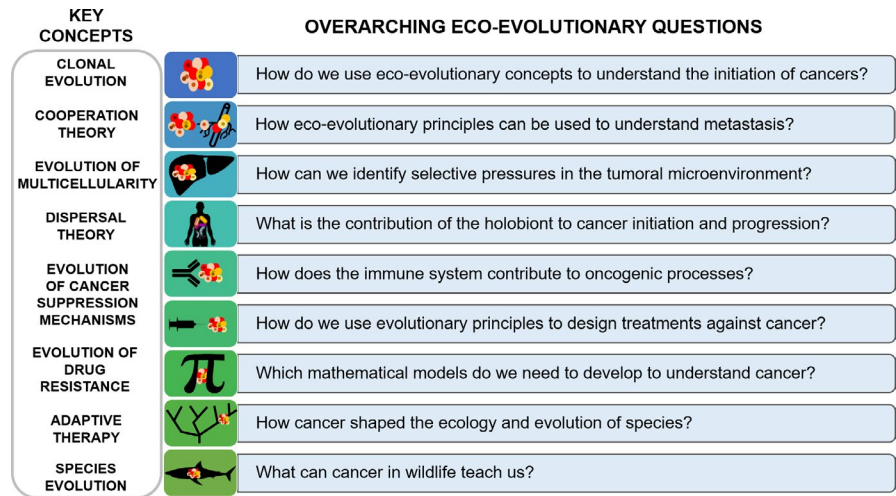 KEY
CONCEPTS
OVERARCHING ECO-EVOLUTIONARY QUESTIONS
CLONAL
EVOLUTION
COOPERATION
THEORY
EVOLUTION OF
MULTICELLULARITY
DISPERSAL
THEORY
EVOLUTION
OF CANCER
SUPPRESSION
MECHANISMS
EVOLUTION OF
DRUG
RESISTANCE
ADAPTIVE
THERAPY
SPECIES
EVOLUTION
How do we use eco-evolutionary concepts to understand the initiation of cancers?
How eco-evolutionary principles can be used to understand metastasis?
How can we identify selective pressures in the tumoral microenvironment?
What is the contribution of the holobiont to cancer initiation and progression?
How does the immune system contribute to oncogenic processes?
How do we use evolutionary principles to design treatments against cancer?
π
Which mathematical models do we need to develop to understand cancer?
How cancer shaped the ecology and evolution of species?
What can cancer in wildlife teach us?